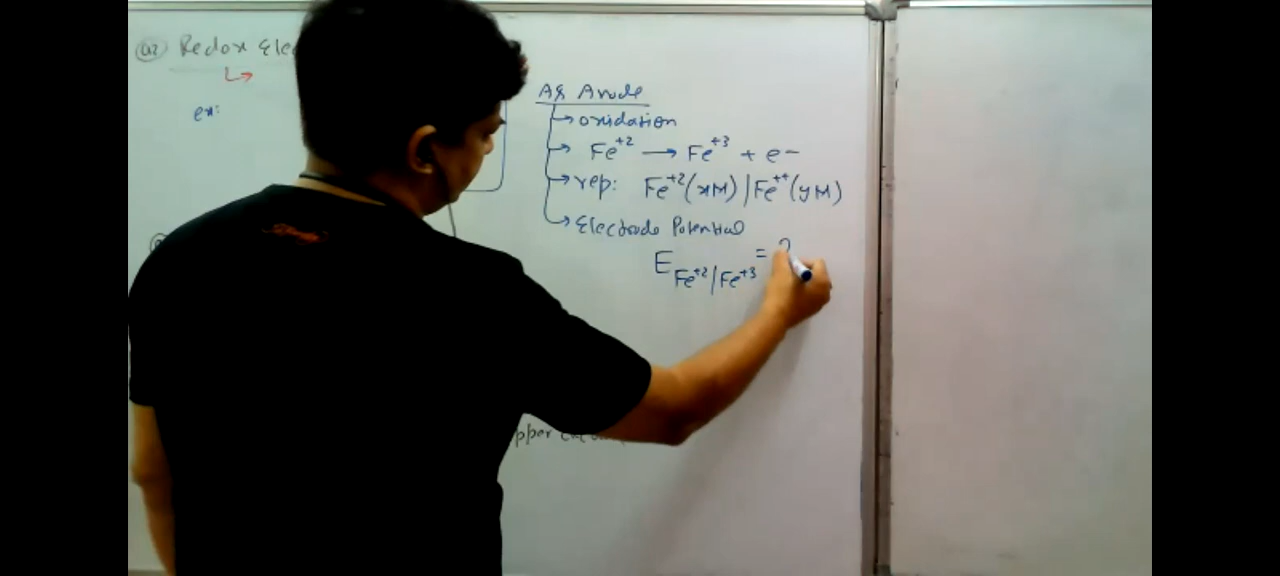 Q2 Redox Elec
ex:
As Anode
→ oxidation
→ Fe⁺² → Fe⁺³ + e-
→ rep: Fe⁺²(xM) | Fe⁺⁺(yM)
→ Electrode Potential
E Fe⁺²/Fe⁺³ = ?